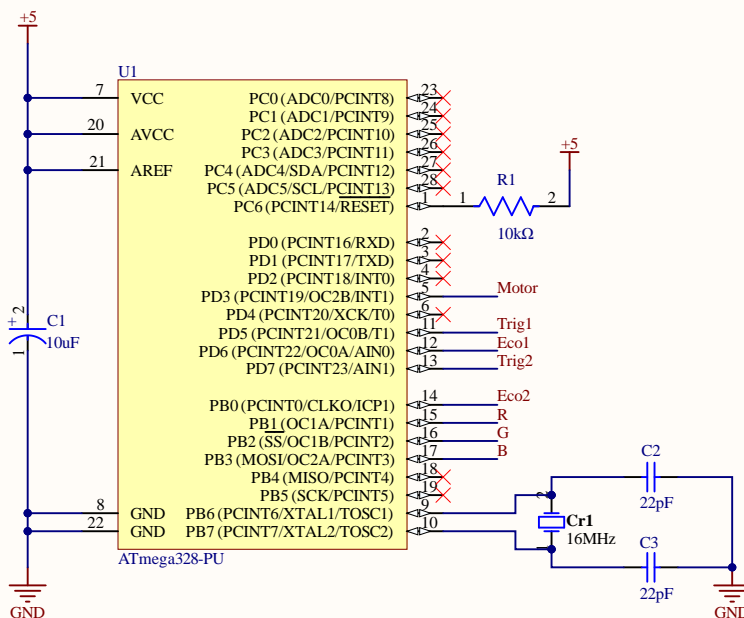 +5
U1
7 VCC PC0 (ADC0/PCINT8) 23
PC1 (ADC1/PCINT9) 24
20 AVCC PC2 (ADC2/PCINT10) 25
PC3 (ADC3/PCINT11) 26
21 AREF PC4 (ADC4/SDA/PCINT12) 27
PC5 (ADC5/SCL/PCINT13) 28
PC6 (PCINT14/RESET) 1
1 R1 2
10kΩ
+5
PD0 (PCINT16/RXD) 2
PD1 (PCINT17/TXD) 3
PD2 (PCINT18/INT0) 4
PD3 (PCINT19/OC2B/INT1) 5 Motor
PD4 (PCINT20/XCK/T0) 6
PD5 (PCINT21/OC0B/T1) 11 Trig1
PD6 (PCINT22/OC0A/AIN0) 12 Eco1
PD7 (PCINT23/AIN1) 13 Trig2
+ 2
C1
10uF
1
PB0 (PCINT0/CLKO/ICP1) 14 Eco2
PB1 (OC1A/PCINT1) 15 R
PB2 (SS/OC1B/PCINT2) 16 G
PB3 (MOSI/OC2A/PCINT3) 17 B
PB4 (MISO/PCINT4) 18
PB5 (SCK/PCINT5) 19
8 GND PB6 (PCINT6/XTAL1/TOSC1) 9
22 GND PB7 (PCINT7/XTAL2/TOSC2) 10
ATmega328-PU
GND
2
Cr1
16MHz
1
C2
22pF
C3
22pF
GND